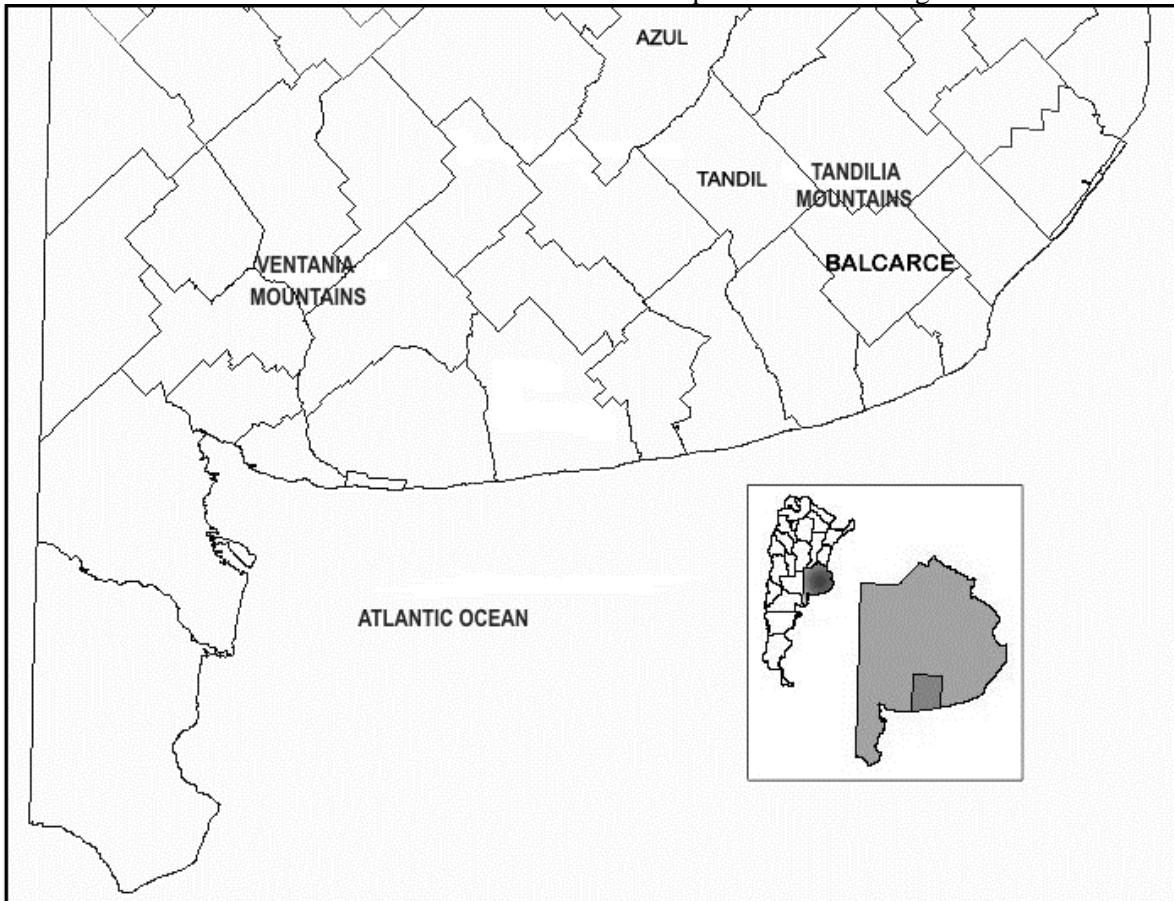 AZUL
TANDIL
TANDILIA
MOUNTAINS
BALCARCE
VENTANIA
MOUNTAINS
ATLANTIC OCEAN